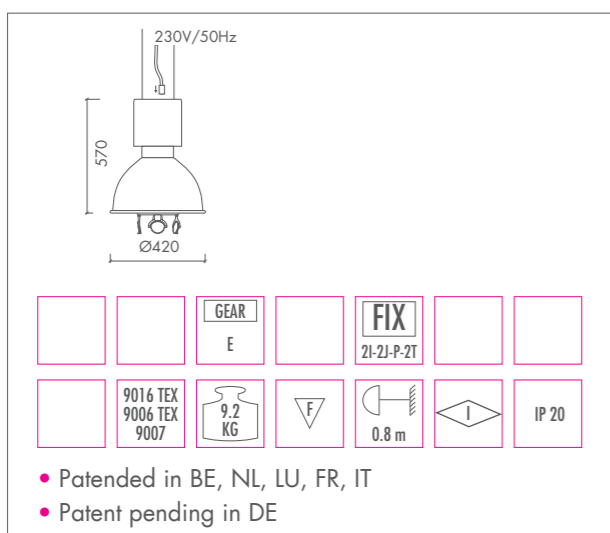 230V/50Hz
570
Ø420
GEAR
E
FIX
2I-2J-P-2T
9016 TEX
9006 TEX
9007
9.2
KG
F
0.8 m
I
IP 20
• Patended in BE, NL, LU, FR, IT
• Patent pending in DE